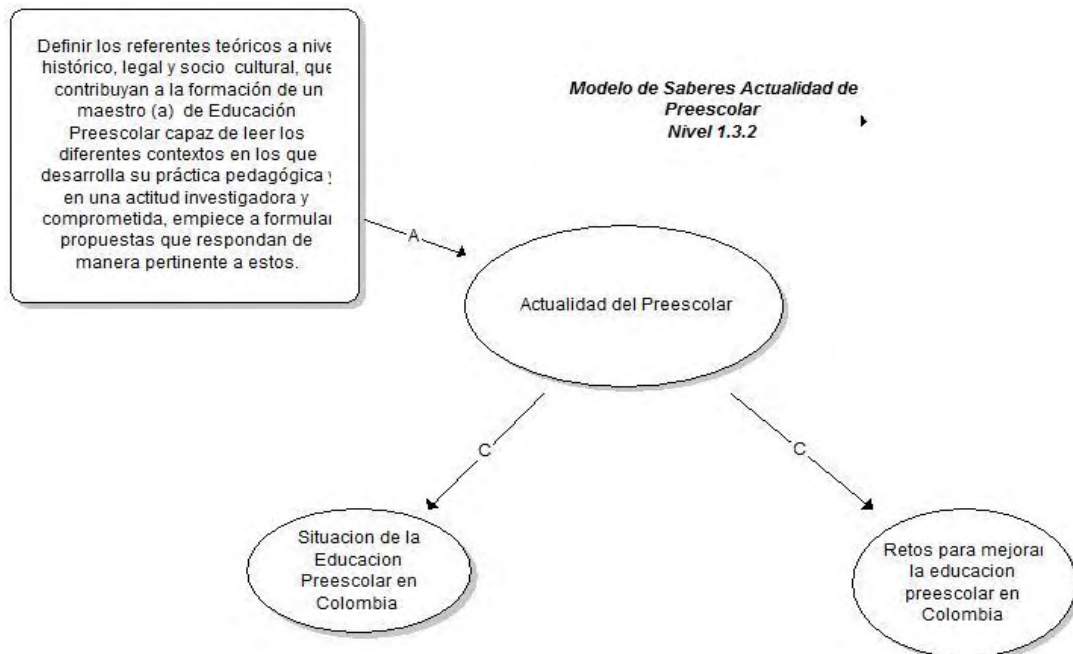 Definir los referentes teóricos a nive
histórico, legal y socio cultural, que
contribuyan a la formación de un
maestro (a) de Educación
Preescolar capaz de leer los
diferentes contextos en los que
desarrolla su práctica pedagógica y
en una actitud investigadora y
comprometida, empiece a formular
propuestas que respondan de
manera pertinente a estos.
Modelo de Saberes Actualidad de
Preescolar
Nivel 1.3.2
A
Actualidad del Preescolar
C
C
Situacion de la
Educacion
Preescolar en
Colombia
Retos para mejorar
la educacion
preescolar en
Colombia